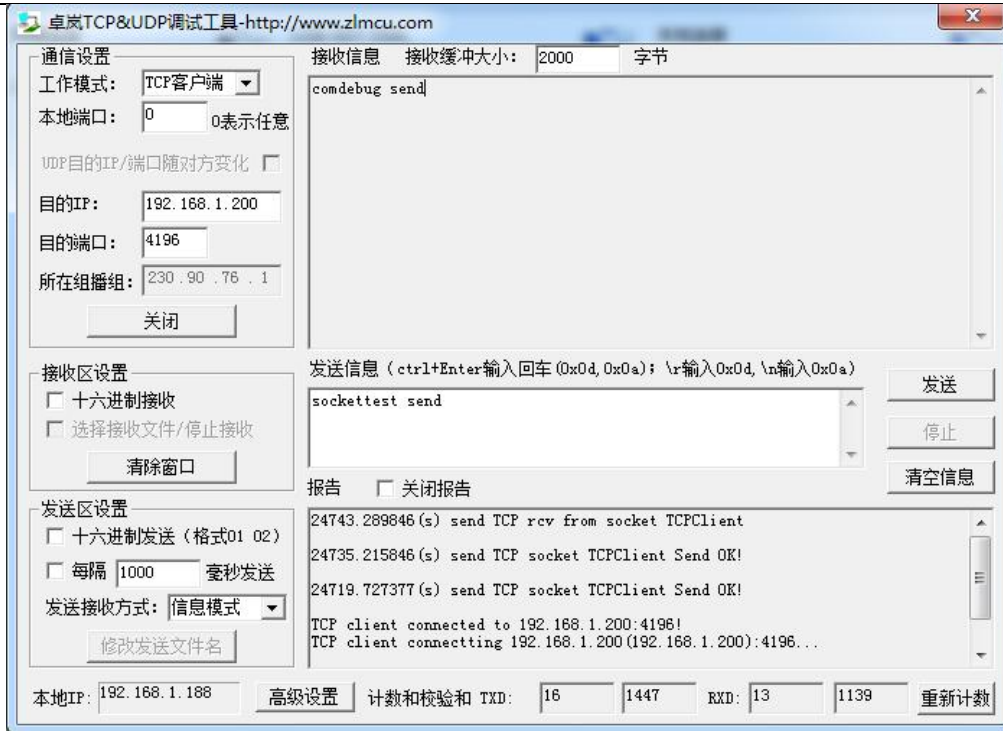 卓岚TCP&UDP调试工具-http://www.zlmcu.com
通信设置
工作模式: TCP客户端
本地端口: 0 0表示任意
UDP目的IP/端口随对方变化
目的IP: 192.168.1.200
目的端口: 4196
所在组播组: 230.90.76.1
关闭
接收区设置
十六进制接收
选择接收文件/停止接收
清除窗口
发送区设置
十六进制发送（格式01 02）
每隔 1000 毫秒发送
发送接收方式: 信息模式
修改发送文件名
接收信息 接收缓冲大小: 2000 字节
comdebug send
发送信息（ctrl+Enter输入回车(0x0d,0x0a)；\r输入0x0d,\n输入0x0a）
sockettest send
发送
停止
清空信息
报告 关闭报告
24743.289846(s) send TCP rcv from socket TCPClient
24735.215846(s) send TCP socket TCPClient Send OK!
24719.727377(s) send TCP socket TCPClient Send OK!
TCP client connected to 192.168.1.200:4196!
TCP client connectting 192.168.1.200(192.168.1.200):4196...
本地IP: 192.168.1.188 高级设置 计数和校验和 TXD: 16 1447 RXD: 13 1139 重新计数